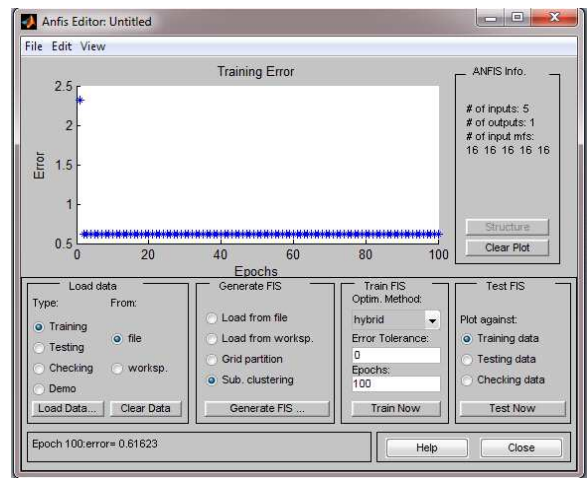 Anfis Editor: Untitled
File Edit View
Training Error
2.5
2
1.5
1
0.5
Error
0 20 40 60 80 100
Epochs
ANFIS Info.
# of inputs: 5
# of outputs: 1
# of input mfs:
16 16 16 16 16
Structure
Clear Plot
Load data
Type: From:
Training
Testing
Checking
Demo
file
worksp.
Load Data... Clear Data
Generate FIS
Load from file
Load from worksp.
Grid partition
Sub. clustering
Generate FIS ...
Train FIS
Optim. Method:
hybrid
Error Tolerance:
0
Epochs:
100
Train Now
Test FIS
Plot against:
Training data
Testing data
Checking data
Test Now
Epoch 100:error= 0.61623
Help Close